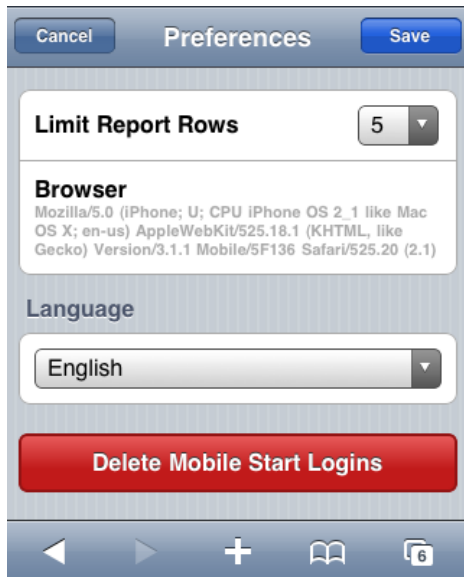 Cancel Preferences Save
Limit Report Rows 5
Browser
Mozilla/5.0 (iPhone; U; CPU iPhone OS 2_1 like Mac
OS X; en-us) AppleWebKit/525.18.1 (KHTML, like
Gecko) Version/3.1.1 Mobile/5F136 Safari/525.20 (2.1)
Language
English
Delete Mobile Start Logins
6